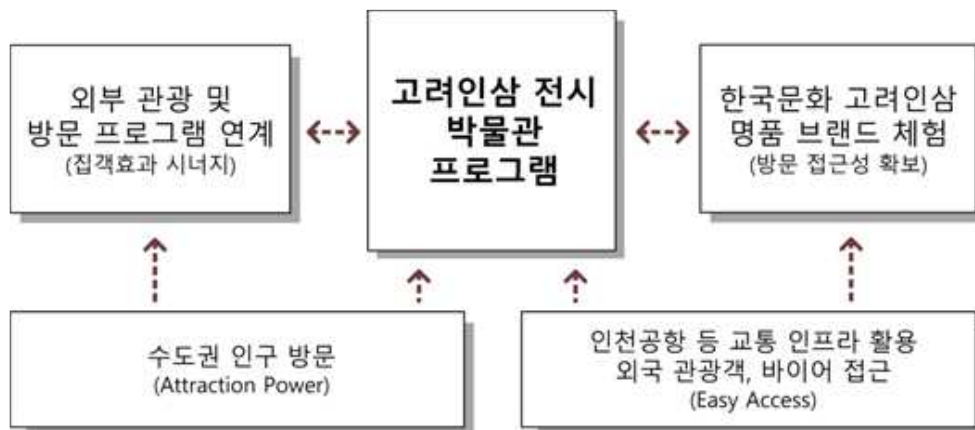 외부 관광 및
방문 프로그램 연계
(집객효과 시너지)
고려인삼 전시
박물관
프로그램
한국문화 고려인삼
명품 브랜드 체험
(방문 접근성 확보)
수도권 인구 방문
(Attraction Power)
인천공항 등 교통 인프라 활용
외국 관광객, 바이어 접근
(Easy Access)